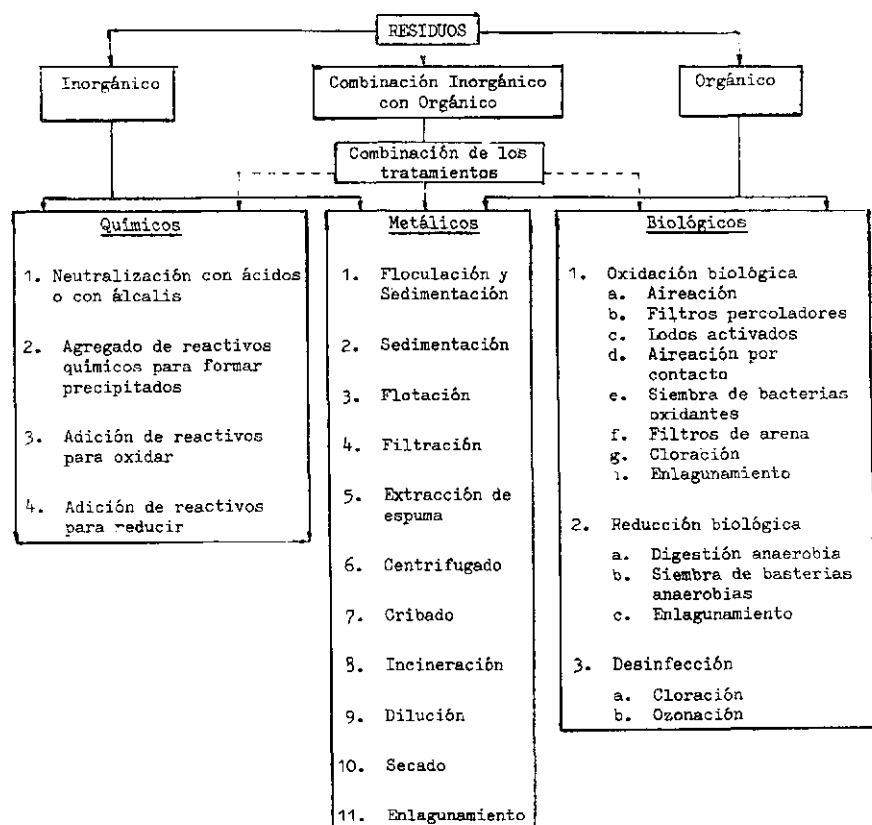 RESIDUOS
Inorgánico
Combinación Inorgánico
con Orgánico
Orgánico
Combinación de los
tratamientos
Químicos
1. Neutralización con ácidos
o con álcalis
2. Agregado de reactivos
químicos para formar
precipitados
3. Adición de reactivos
para oxidar
4. Adición de reactivos
para reducir
Metálicos
1. Floculación y
Sedimentación
2. Sedimentación
3. Flotación
4. Filtración
5. Extracción de
espuma
6. Centrifugado
7. Cribado
8. Incineración
9. Dilución
10. Secado
11. Enlagunamiento
Biológicos
1. Oxidación biológica
a. Aireación
b. Filtros percoladores
c. Lodos activados
d. Aireación por
contacto
e. Siembra de bacterias
oxidantes
f. Filtros de arena
g. Cloración
i. Enlagunamiento
2. Reducción biológica
a. Digestión anaerobia
b. Siembra de basterias
anaerobias
c. Enlagunamiento
3. Desinfección
a. Cloración
b. Ozonación